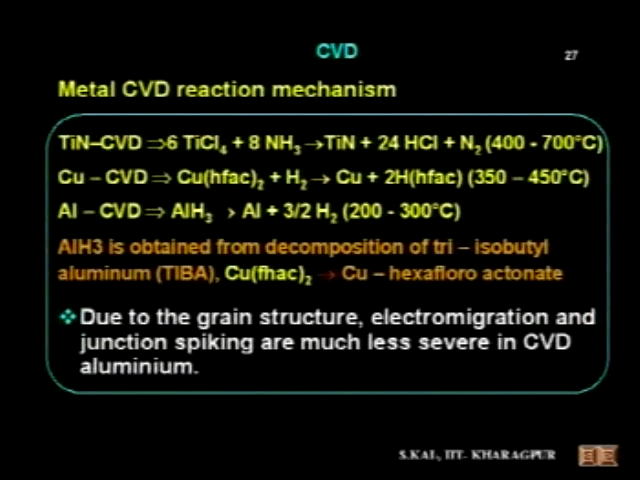 CVD
27
Metal CVD reaction mechanism
TiN–CVD ⇒6 TiCl₄ + 8 NH₃ →TiN + 24 HCl + N₂ (400 - 700°C)
Cu – CVD ⇒ Cu(hfac)₂ + H₂ → Cu + 2H(hfac) (350 – 450°C)
Al – CVD ⇒ AlH₃ → Al + 3/2 H₂ (200 - 300°C)
AlH3 is obtained from decomposition of tri – isobutyl
aluminum (TIBA), Cu(fhac)₂ → Cu – hexafloro actonate
❖Due to the grain structure, electromigration and
junction spiking are much less severe in CVD
aluminium.
S.KAL, IIT- KHARAGPUR